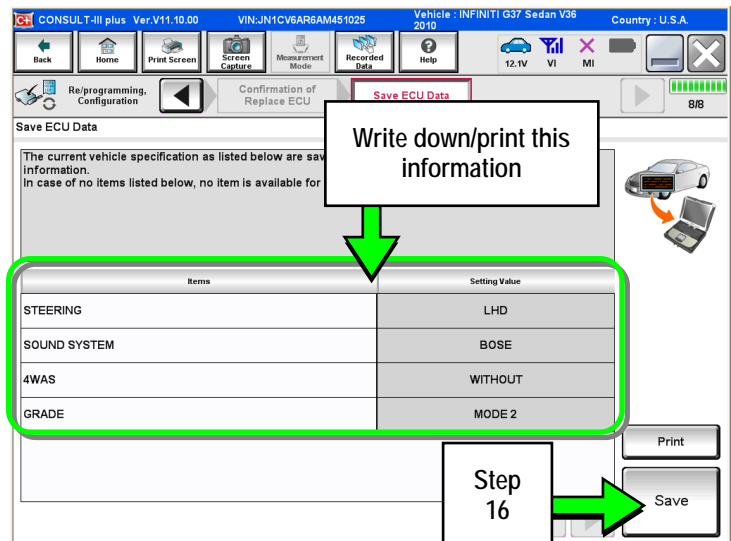 CONSULT-III plus Ver.V11.10.00 VIN:JN1CV6AR6AM451025 Vehicle : INFINITI G37 Sedan V36 2010 Country : U.S.A.
Back Home Print Screen Screen Capture Measurement Mode Recorded Data Help 12.1V VI MI
Re/programming, Configuration Confirmation of Replace ECU Save ECU Data 8/8
Save ECU Data
Write down/print this
information
The current vehicle specification as listed below are sav
information.
In case of no items listed below, no item is available for
Items Setting Value
STEERING LHD
SOUND SYSTEM BOSE
4WAS WITHOUT
GRADE MODE 2
Print
Step
16
Save